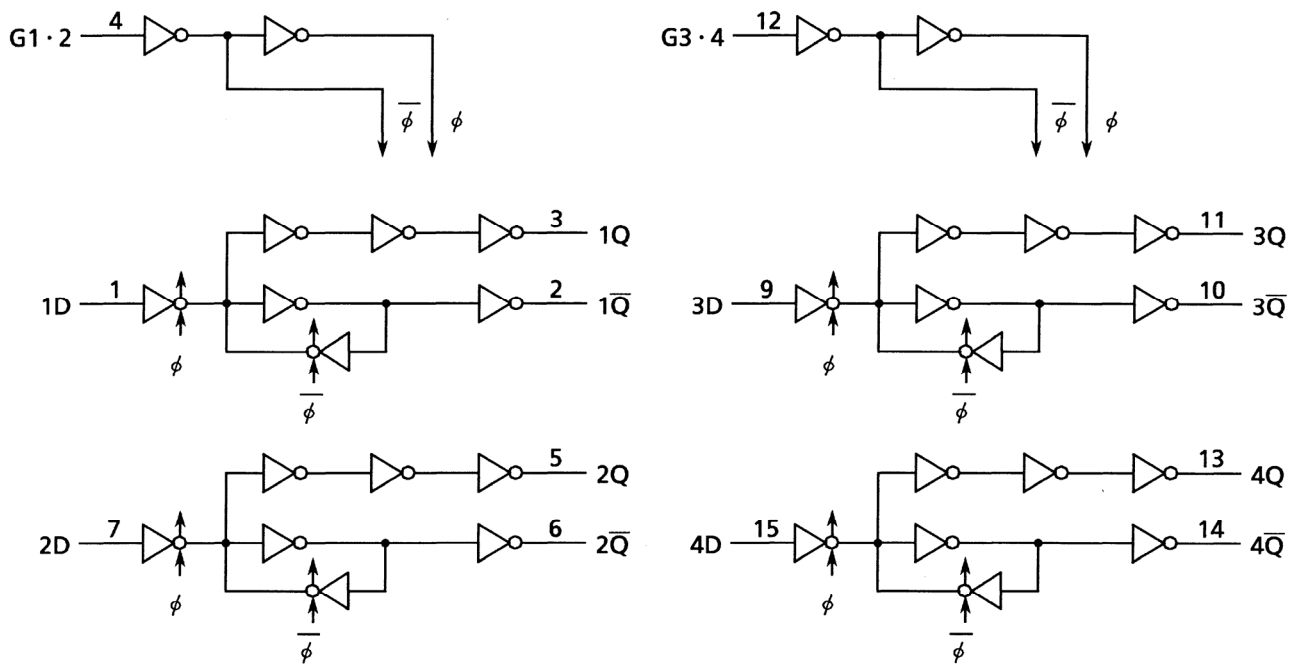 G1・2 4 φ̅ φ
G3・4 12 φ̅ φ
1D 1 φ φ̅ 3 1Q 2 1Q̅
3D 9 φ φ̅ 11 3Q 10 3Q̅
2D 7 φ φ̅ 5 2Q 6 2Q̅
4D 15 φ φ̅ 13 4Q 14 4Q̅